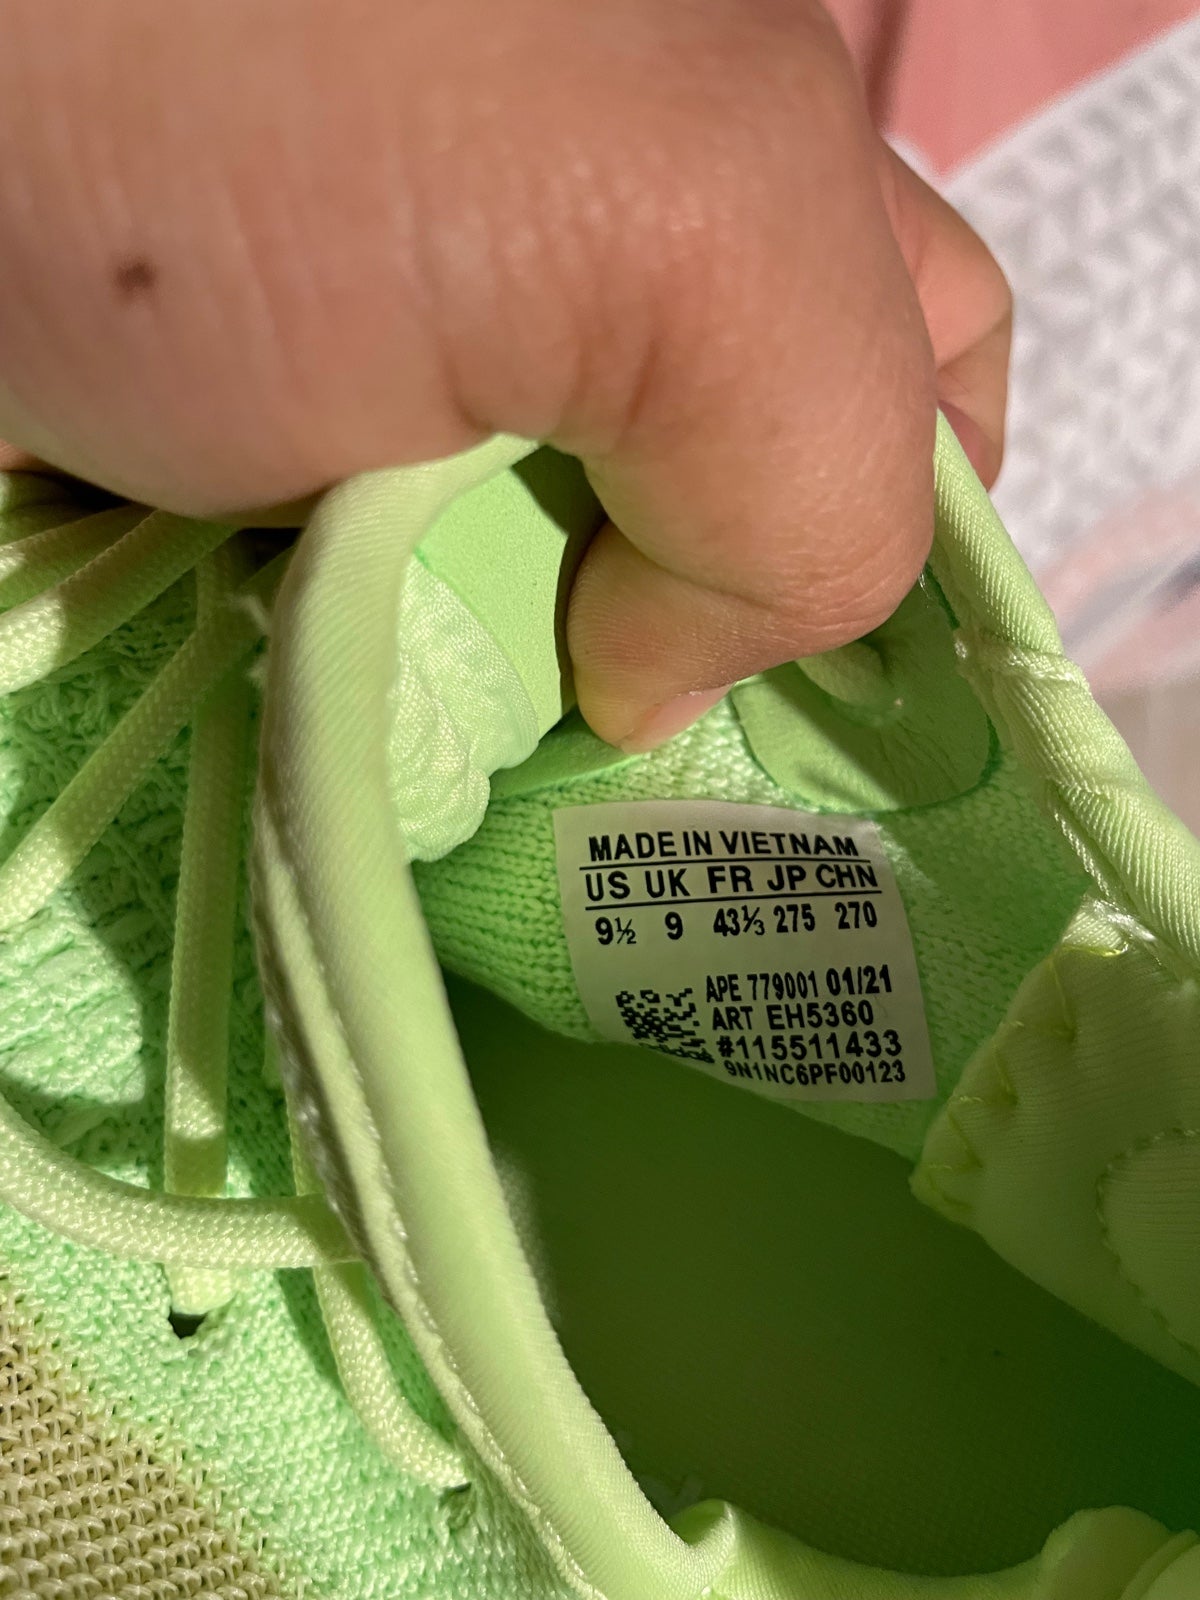 MADE IN VIETNAM
US UK FR JP CHN
9½ 9 43⅓ 275 270
APE 779001 01/21
ART EH5360
#115511433
9N1NC6PF00123